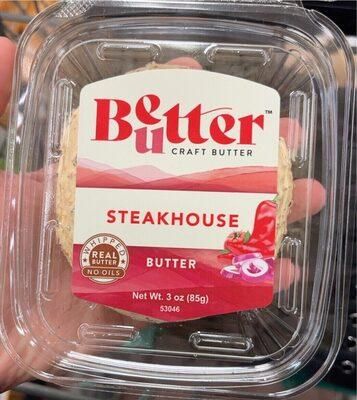 Beutter™
CRAFT BUTTER
STEAKHOUSE
WHIPPED
REAL
BUTTER
NO OILS
BUTTER
Net Wt. 3 oz (85g)
53046